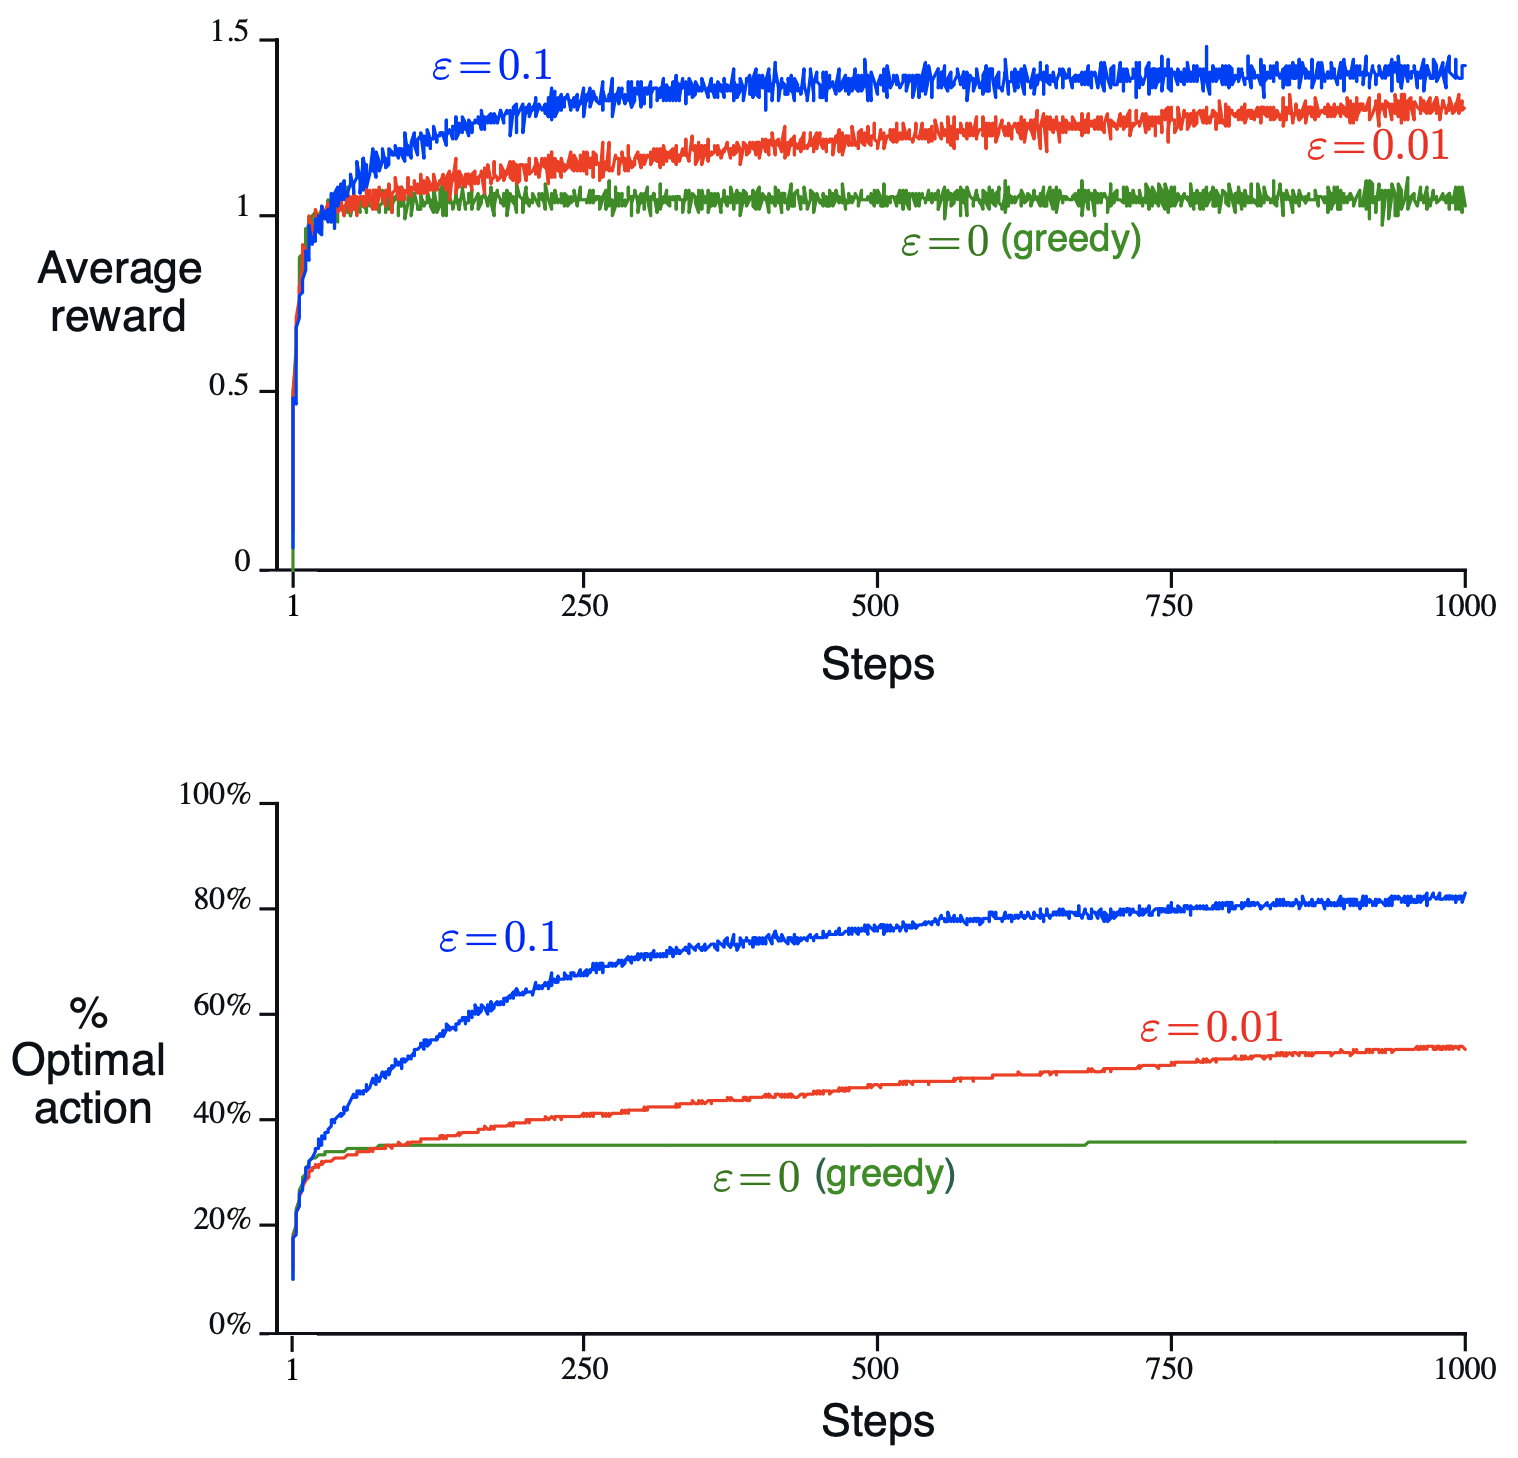 1.5
ε=0.1
ε=0.01
1
ε=0 (greedy)
Average
reward
0.5
0
1 250 500 750 1000
Steps
100%
80%
ε=0.1
60%
%
Optimal
action
ε=0.01
40%
ε=0 (greedy)
20%
0%
1 250 500 750 1000
Steps